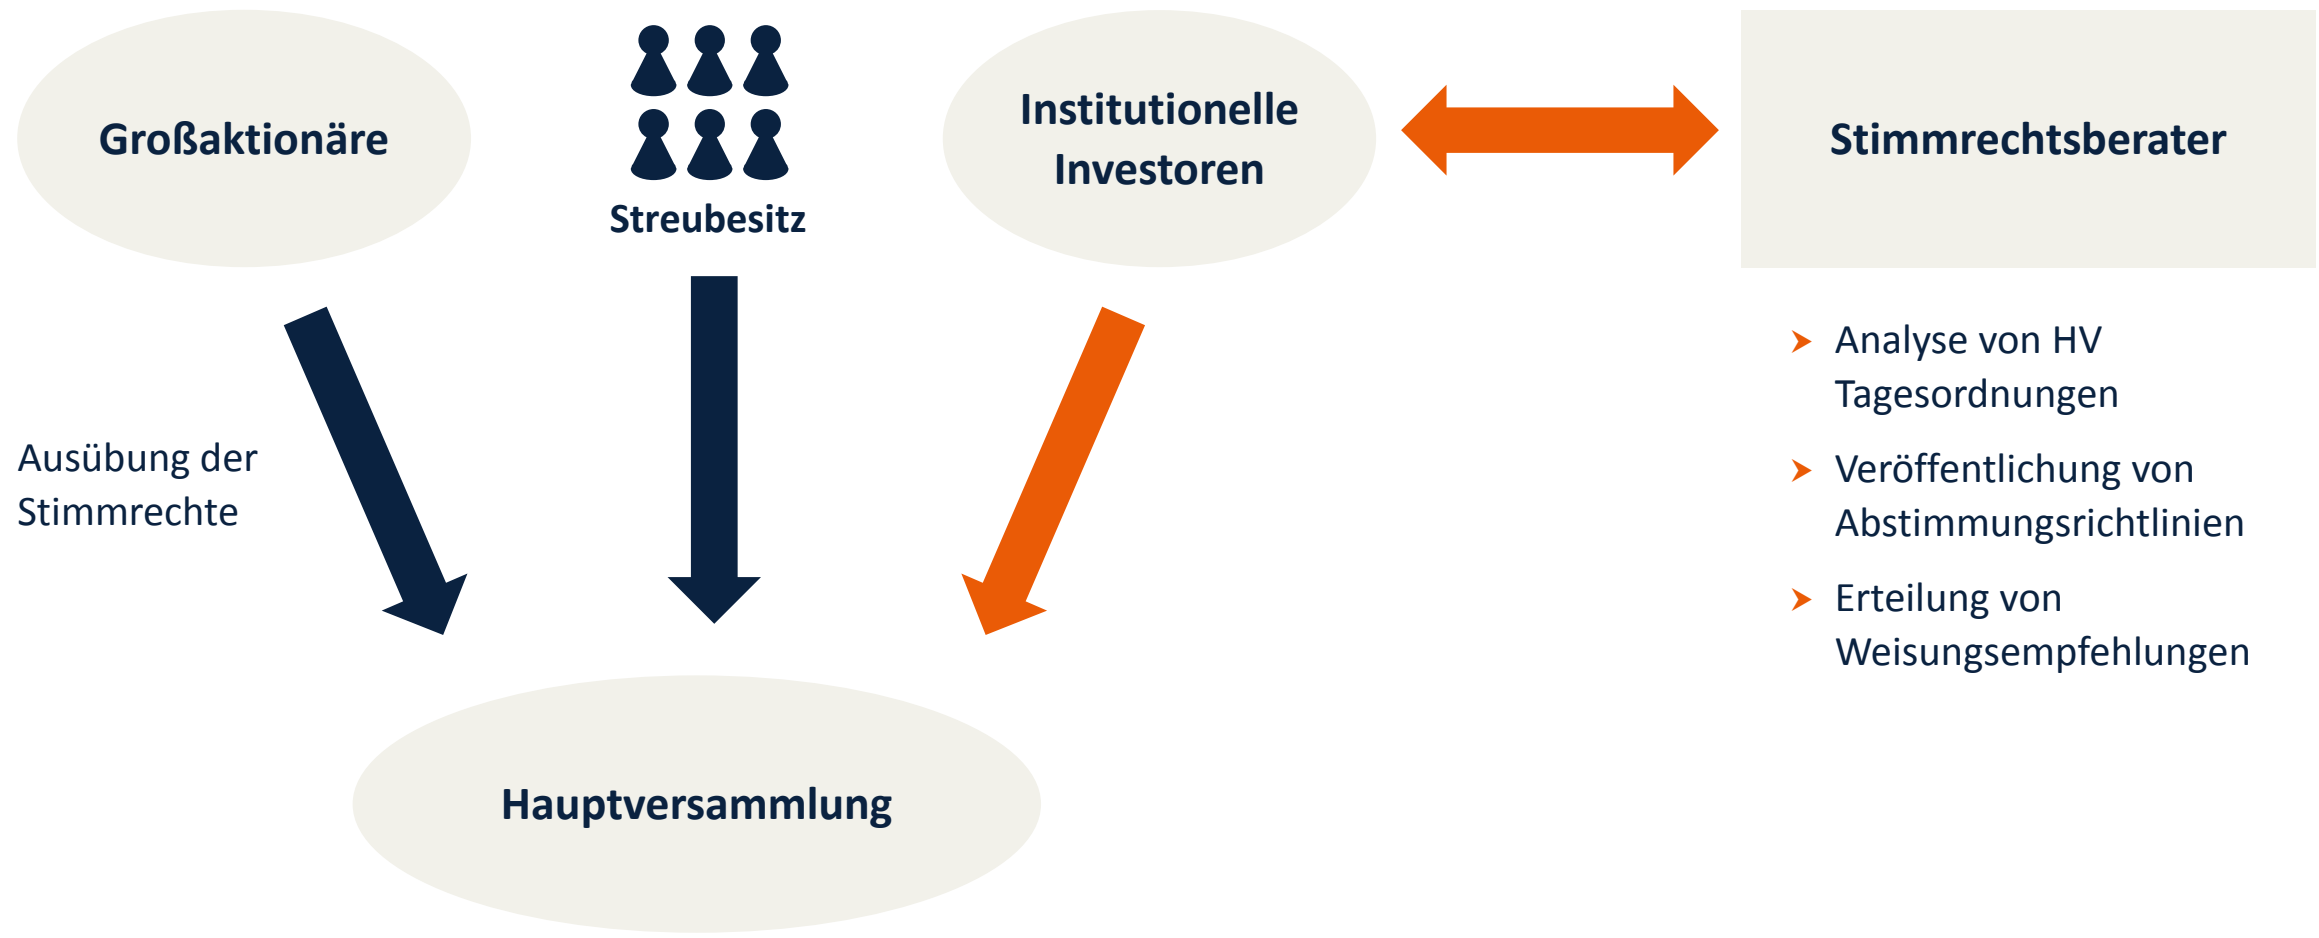 Großaktionäre
Streubesitz
Institutionelle
Investoren
Stimmrechtsberater
Ausübung der
Stimmrechte
Analyse von HV
Tagesordnungen
Veröffentlichung von
Abstimmungsrichtlinien
Erteilung von
Weisungsempfehlungen
Hauptversammlung